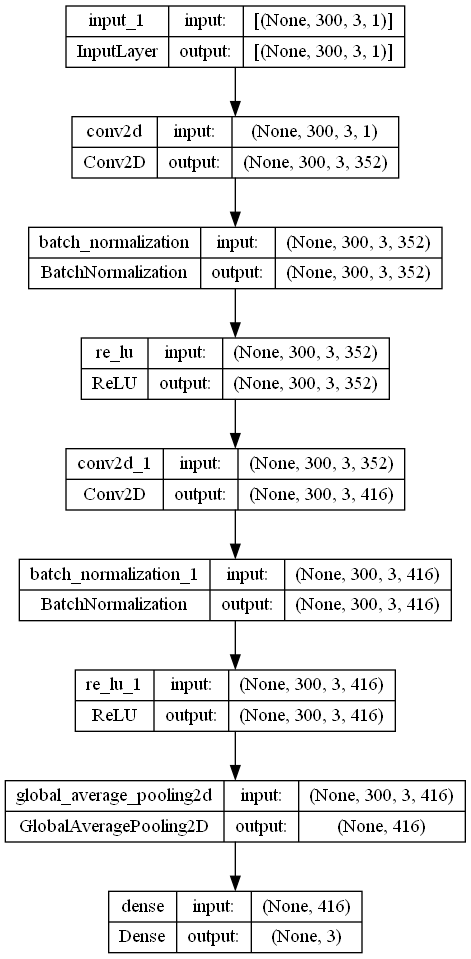 input_1 input: [(None, 300, 3, 1)]
InputLayer output: [(None, 300, 3, 1)]
conv2d input: (None, 300, 3, 1)
Conv2D output: (None, 300, 3, 352)
batch_normalization input: (None, 300, 3, 352)
BatchNormalization output: (None, 300, 3, 352)
re_lu input: (None, 300, 3, 352)
ReLU output: (None, 300, 3, 352)
conv2d_1 input: (None, 300, 3, 352)
Conv2D output: (None, 300, 3, 416)
batch_normalization_1 input: (None, 300, 3, 416)
BatchNormalization output: (None, 300, 3, 416)
re_lu_1 input: (None, 300, 3, 416)
ReLU output: (None, 300, 3, 416)
global_average_pooling2d input: (None, 300, 3, 416)
GlobalAveragePooling2D output: (None, 416)
dense input: (None, 416)
Dense output: (None, 3)